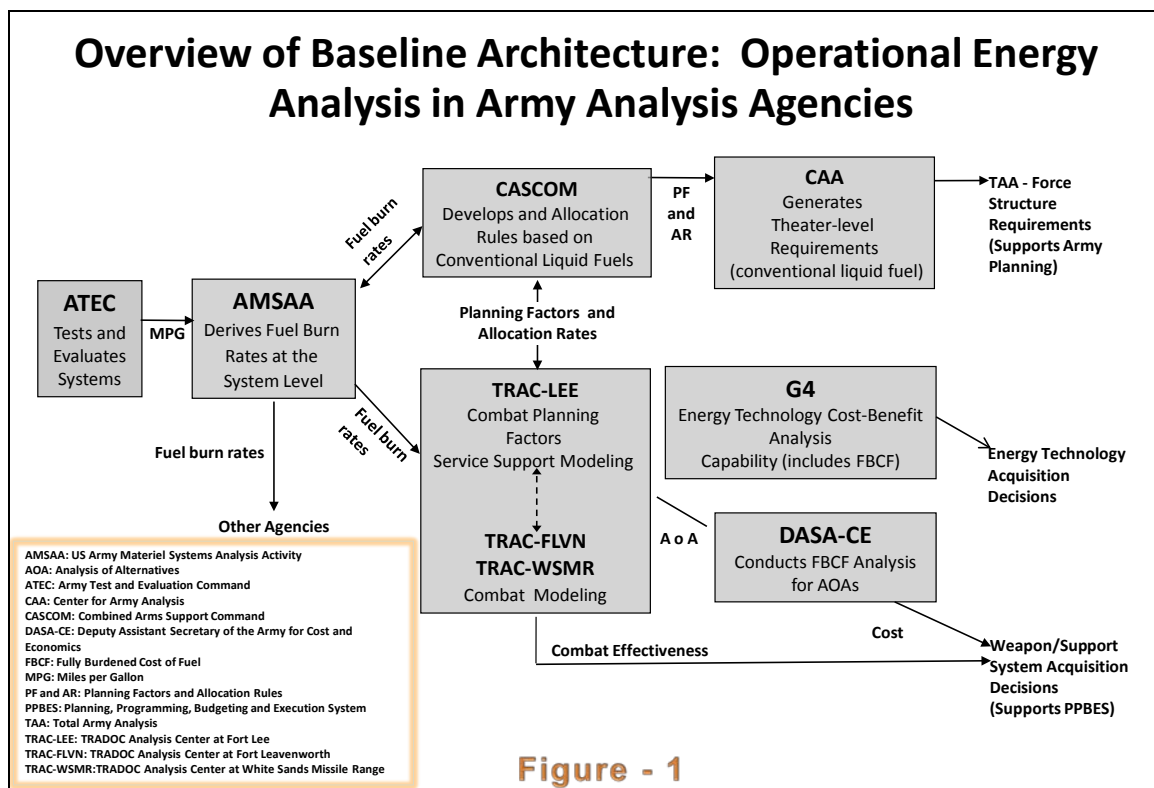 Overview of Baseline Architecture: Operational Energy
Analysis in Army Analysis Agencies
ATEC
Tests and
Evaluates
Systems
MPG
AMSAA
Derives Fuel Burn
Rates at the
System Level
Fuel burn
rates
CASCOM
Develops and Allocation
Rules based on
Conventional Liquid Fuels
PF
and
AR
CAA
Generates
Theater-level
Requirements
(conventional liquid fuel)
TAA - Force
Structure
Requirements
(Supports Army
Planning)
Planning Factors and
Allocation Rates
Fuel burn
rates
TRAC-LEE
Combat Planning
Factors
Service Support Modeling
TRAC-FLVN
TRAC-WSMR
Combat Modeling
G4
Energy Technology Cost-Benefit
Analysis
Capability (includes FBCF)
Energy Technology
Acquisition
Decisions
A o A
DASA-CE
Conducts FBCF Analysis
for AOAs
Cost
Combat Effectiveness
Weapon/Support
System Acquisition
Decisions
(Supports PPBES)
Fuel burn rates
Other Agencies
AMSAA: US Army Materiel Systems Analysis Activity
AOA: Analysis of Alternatives
ATEC: Army Test and Evaluation Command
CAA: Center for Army Analysis
CASCOM: Combined Arms Support Command
DASA-CE: Deputy Assistant Secretary of the Army for Cost and
Economics
FBCF: Fully Burdened Cost of Fuel
MPG: Miles per Gallon
PF and AR: Planning Factors and Allocation Rules
PPBES: Planning, Programming, Budgeting and Execution System
TAA: Total Army Analysis
TRAC-LEE: TRADOC Analysis Center at Fort Lee
TRAC-FLVN: TRADOC Analysis Center at Fort Leavenworth
TRAC-WSMR:TRADOC Analysis Center at White Sands Missile Range
Figure - 1